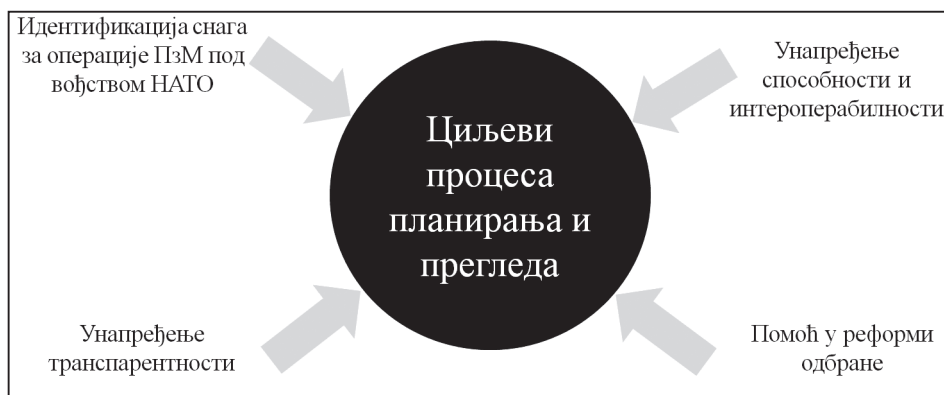 Идентификација снага
за операције ПзМ под
вођством НАТО
Унапређење
способности и
интероперабилности
Циљеви
процеса
планирања и
прегледа
Унапређење
транспарентности
Помоћ у реформи
одбране